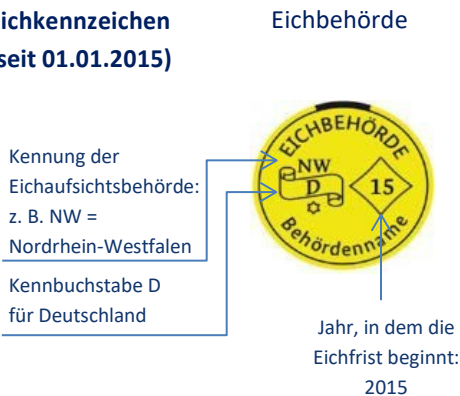 ichkennzeichen
seit 01.01.2015)
Eichbehörde
EICHBEHÖRDE
NW
D
15
Behördenname
Kennung der
Eichaufsichtsbehörde:
z. B. NW =
Nordrhein-Westfalen
Kennbuchstabe D
für Deutschland
Jahr, in dem die
Eichfrist beginnt:
2015